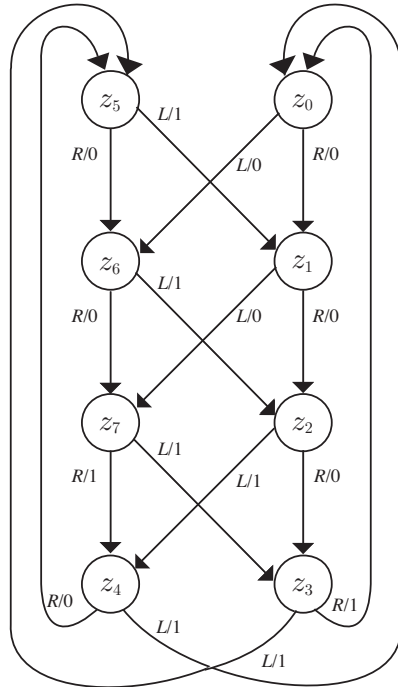 z₅ z₀
L/1
R/0 L/0 R/0
z₆ z₁
L/1
R/0 L/0 R/0
z₇ z₂
L/1
R/1 L/1 R/0
z₄ z₃
R/0 L/1 R/1
L/1